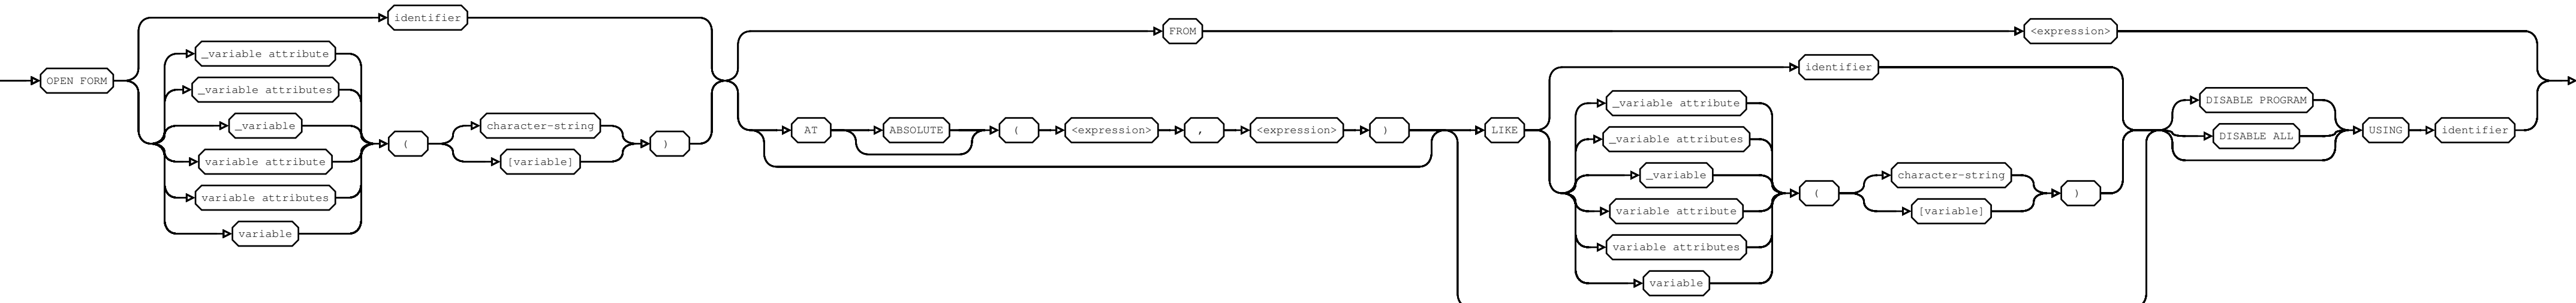 identifier
FROM
<expression>
_variable attribute
identifier
OPEN FORM
_variable attributes
_variable attribute
DISABLE PROGRAM
_variable
character-string
AT
ABSOLUTE
(
<expression>
,
<expression>
)
LIKE
_variable attributes
DISABLE ALL
USING
identifier
(
)
variable attribute
[variable]
_variable
character-string
variable attributes
(
)
variable attribute
[variable]
variable
variable attributes
variable